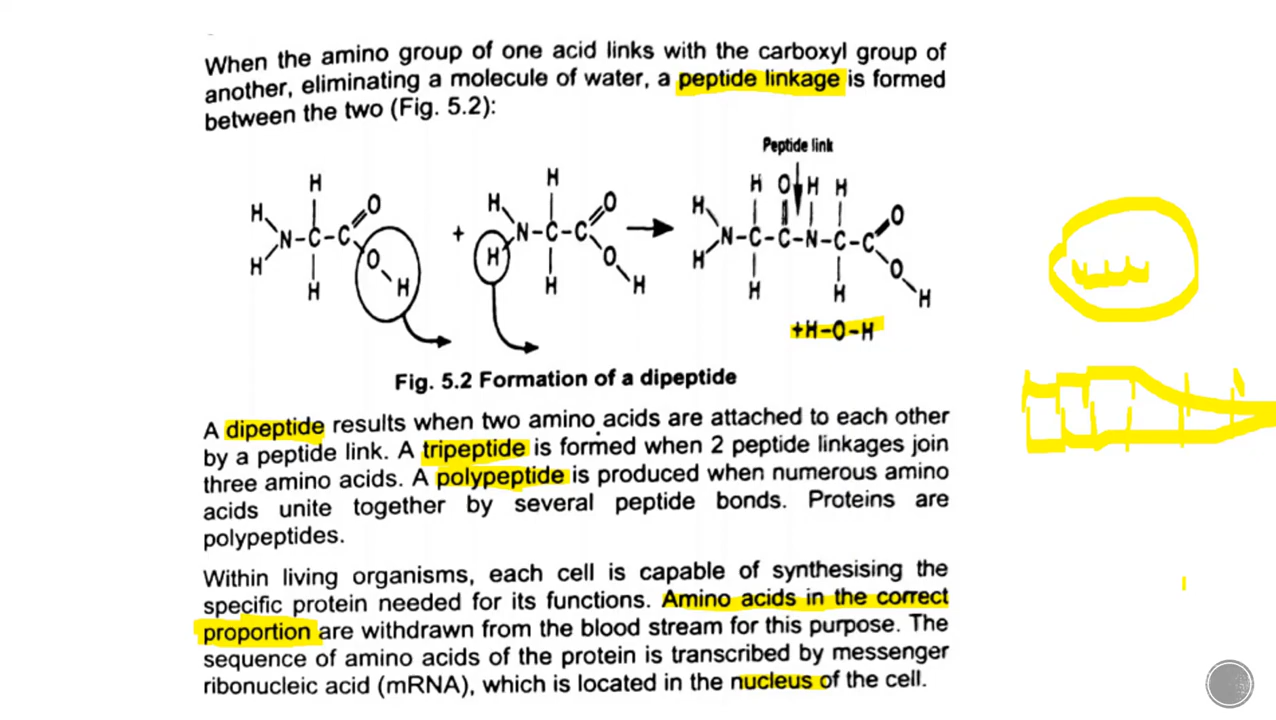 When the amino group of one acid links with the carboxyl group of
another, eliminating a molecule of water, a peptide linkage is formed
between the two (Fig. 5.2):
Peptide link
H H O H H H O H H O H H
H N-C-C O + H N-C-C O H N-C-C-N-C-C O
H H O H H H O H H H H O H
+H-O-H
Fig. 5.2 Formation of a dipeptide
A dipeptide results when two amino acids are attached to each other
by a peptide link. A tripeptide is formed when 2 peptide linkages join
three amino acids. A polypeptide is produced when numerous amino
acids unite together by several peptide bonds. Proteins are
polypeptides.
Within living organisms, each cell is capable of synthesising the
specific protein needed for its functions. Amino acids in the correct
proportion are withdrawn from the blood stream for this purpose. The
sequence of amino acids of the protein is transcribed by messenger
ribonucleic acid (mRNA), which is located in the nucleus of the cell.